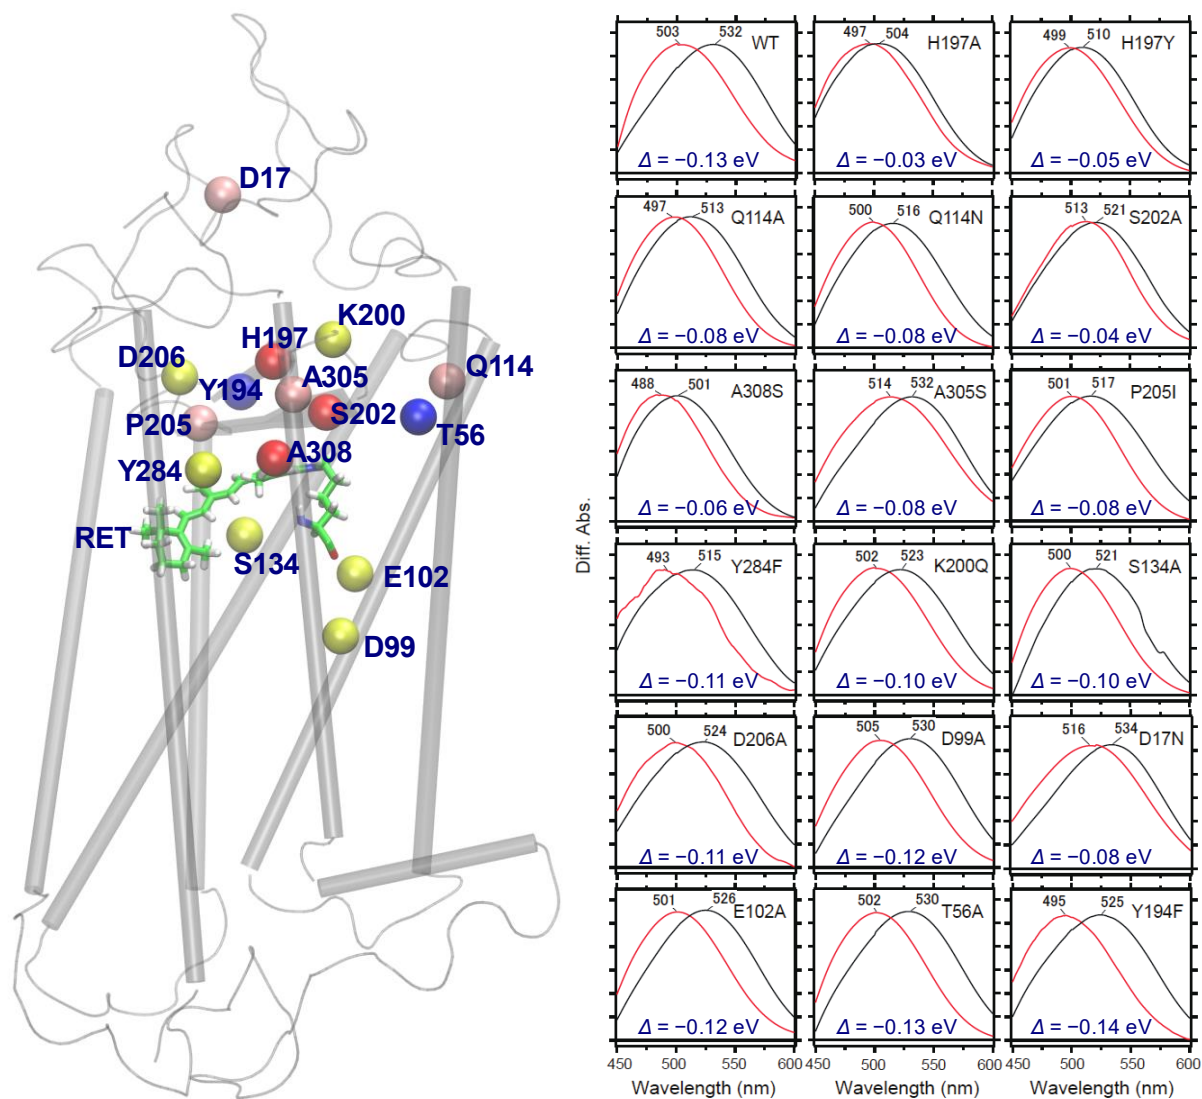 D17
K200
H197
D206
A305
Q114
Y194
P205
S202
T56
A308
Y284
RET
S134
E102
D99
Diff. Abs.
503 532
WT
Δ = −0.13 eV
497 504
H197A
Δ = −0.03 eV
499 510
H197Y
Δ = −0.05 eV
497 513
Q114A
Δ = −0.08 eV
500 516
Q114N
Δ = −0.08 eV
513 521
S202A
Δ = −0.04 eV
488 501
A308S
Δ = −0.06 eV
514 532
A305S
Δ = −0.08 eV
501 517
P205I
Δ = −0.08 eV
493 515
Y284F
Δ = −0.11 eV
502 523
K200Q
Δ = −0.10 eV
500 521
S134A
Δ = −0.10 eV
500 524
D206A
Δ = −0.11 eV
505 530
D99A
Δ = −0.12 eV
516 534
D17N
Δ = −0.08 eV
501 526
E102A
Δ = −0.12 eV
502 530
T56A
Δ = −0.13 eV
495 525
Y194F
Δ = −0.14 eV
450 500 550 600
450 500 550 600
450 500 550 600
Wavelength (nm)
Wavelength (nm)
Wavelength (nm)